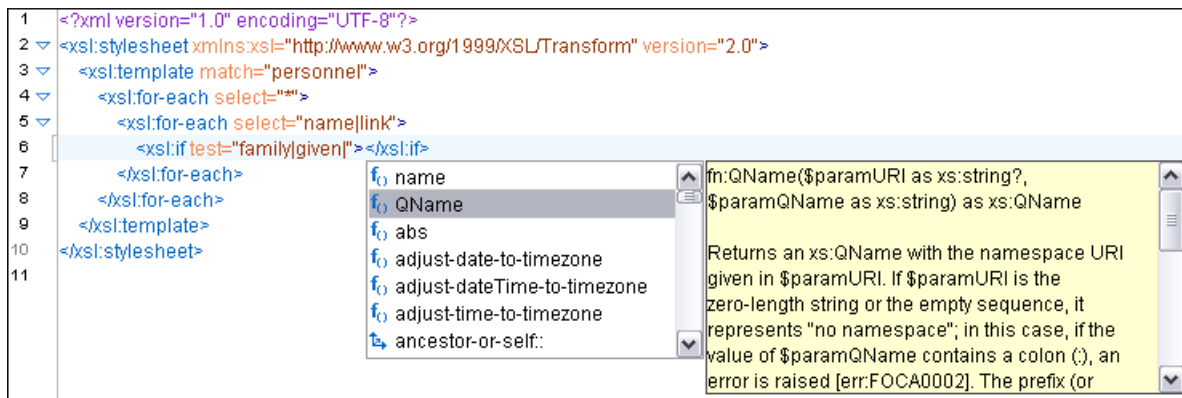 1 <?xml version="1.0" encoding="UTF-8"?>
2 <xsl:stylesheet xmlns:xsl="http://www.w3.org/1999/XSL/Transform" version="2.0">
3 <xsl:template match="personnel">
4 <xsl:for-each select="*">
5 <xsl:for-each select="name|link">
6 <xsl:if test="family|given|"></xsl:if>
7 </xsl:for-each>
8 </xsl:for-each>
9 </xsl:template>
10 </xsl:stylesheet>
11
f() name
f() QName
f() abs
f() adjust-date-to-timezone
f() adjust-dateTime-to-timezone
f() adjust-time-to-timezone
ancestor-or-self::
fn:QName($paramURI as xs:string?,
$paramQName as xs:string) as xs:QName
Returns an xs:QName with the namespace URI
given in $paramURI. If $paramURI is the
zero-length string or the empty sequence, it
represents "no namespace"; in this case, if the
value of $paramQName contains a colon (:), an
error is raised [err:FOCA0002]. The prefix (or